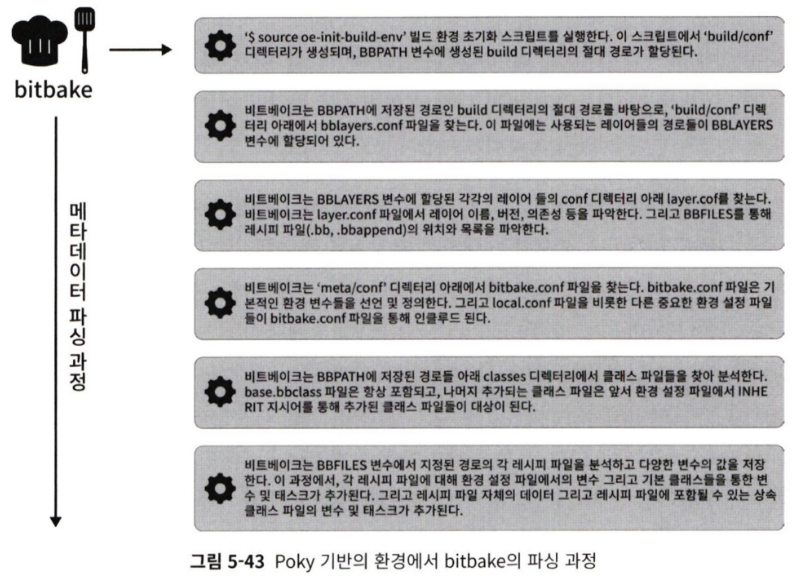 bitbake
메타데이터 파싱 과정
'$ source oe-init-build-env' 빌드 환경 초기화 스크립트를 실행한다. 이 스크립트에서 'build/conf'
디렉터리가 생성되며, BBPATH 변수에 생성된 build 디렉터리의 절대 경로가 할당된다.
비트베이크는 BBPATH에 저장된 경로인 build 디렉터리의 절대 경로를 바탕으로, 'build/conf' 디렉
터리 아래에서 bblayers.conf 파일을 찾는다. 이 파일에는 사용되는 레이어들의 경로들이 BBLAYERS
변수에 할당되어 있다.
비트베이크는 BBLAYERS 변수에 할당된 각각의 레이어 들의 conf 디렉터리 아래 layer.cof를 찾는다.
비트베이크는 layer.conf 파일에서 레이어 이름, 버전, 의존성 등을 파악한다. 그리고 BBFILES를 통해
레시피 파일(.bb, .bbappend)의 위치와 목록을 파악한다.
비트베이크는 'meta/conf' 디렉터리 아래에서 bitbake.conf 파일을 찾는다. bitbake.conf 파일은 기
본적인 환경 변수들을 선언 및 정의한다. 그리고 local.conf 파일을 비롯한 다른 중요한 환경 설정 파일
들이 bitbake.conf 파일을 통해 인클루드 된다.
비트베이크는 BBPATH에 저장된 경로들 아래 classes 디렉터리에서 클래스 파일들을 찾아 분석한다.
base.bbclass 파일은 항상 포함되고, 나머지 추가되는 클래스 파일은 앞서 환경 설정 파일에서 INHE
RIT 지시어를 통해 추가된 클래스 파일들이 대상이 된다.
비트베이크는 BBFILES 변수에서 지정된 경로의 각 레시피 파일을 분석하고 다양한 변수의 값을 저장
한다. 이 과정에서, 각 레시피 파일에 대해 환경 설정 파일에서의 변수 그리고 기본 클래스들을 통한 변
수 및 태스크가 추가된다. 그리고 레시피 파일 자체의 데이터 그리고 레시피 파일에 포함될 수 있는 상속
클래스 파일의 변수 및 태스크가 추가된다.
그림 5-43 Poky 기반의 환경에서 bitbake의 파싱 과정